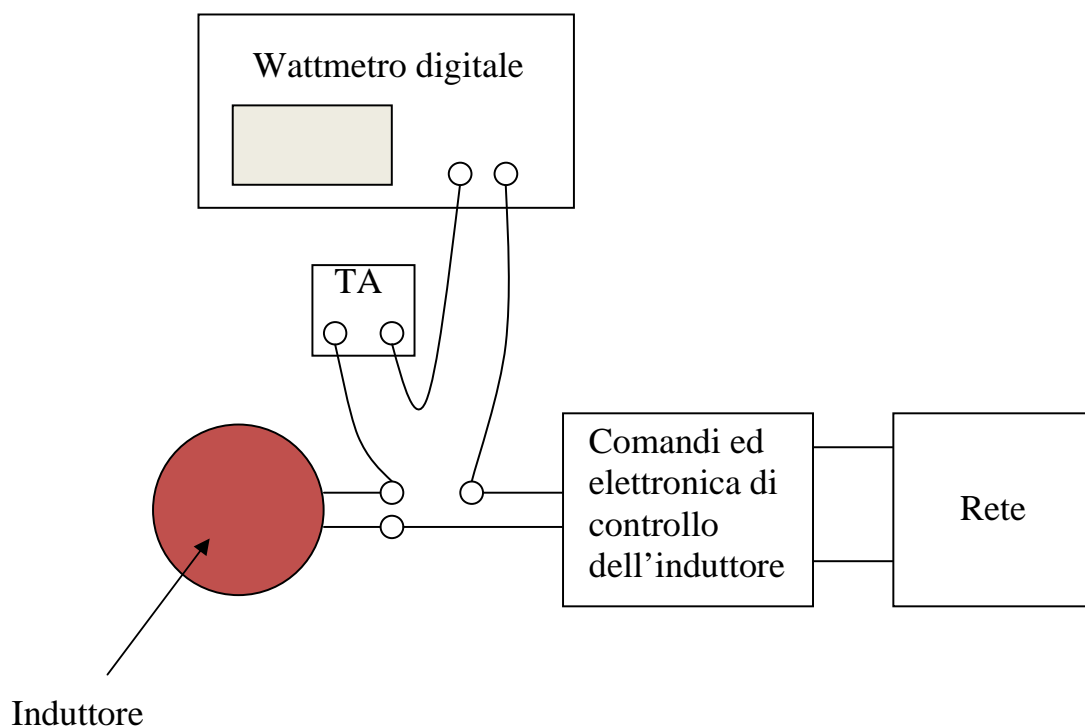 Wattmetro digitale
TA
Comandi ed
elettronica di
controllo
dell’induttore
Rete
Induttore